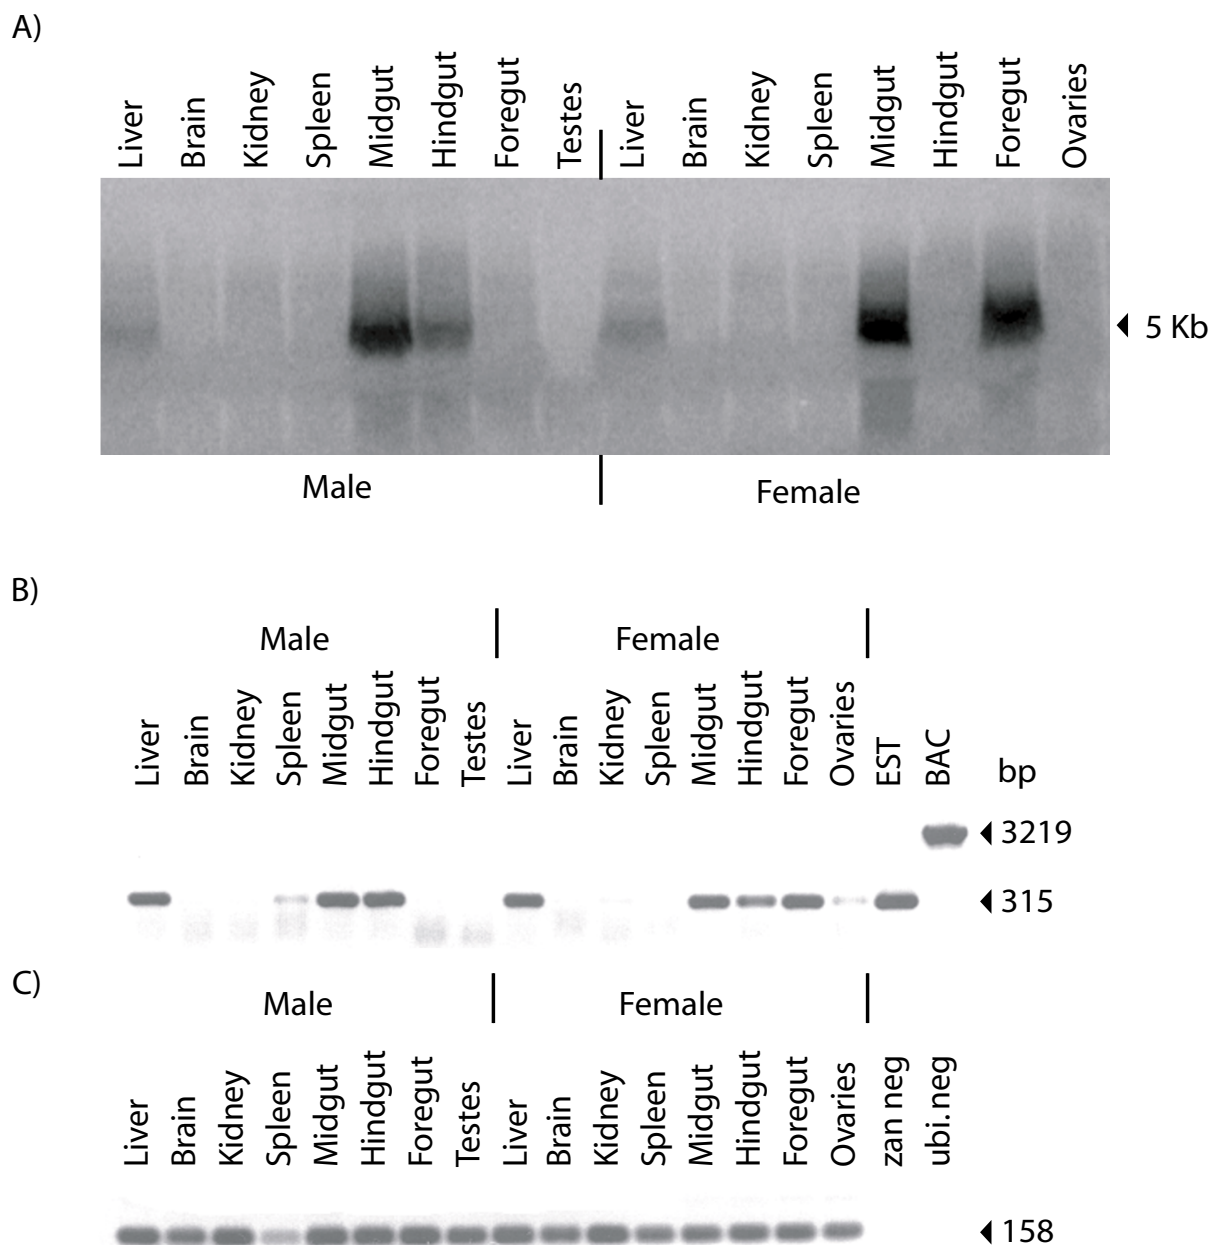 A)
Liver Brain Kidney Spleen Midgut Hindgut Foregut Testes Liver Brain Kidney Spleen Midgut Hindgut Foregut Ovaries
5 Kb
Male Female
B)
Male Female
Liver Brain Kidney Spleen Midgut Hindgut Foregut Testes Liver Brain Kidney Spleen Midgut Hindgut Foregut Ovaries EST BAC bp
3219
315
C)
Male Female
Liver Brain Kidney Spleen Midgut Hindgut Foregut Testes Liver Brain Kidney Spleen Midgut Hindgut Foregut Ovaries zan neg ubi.neg
158